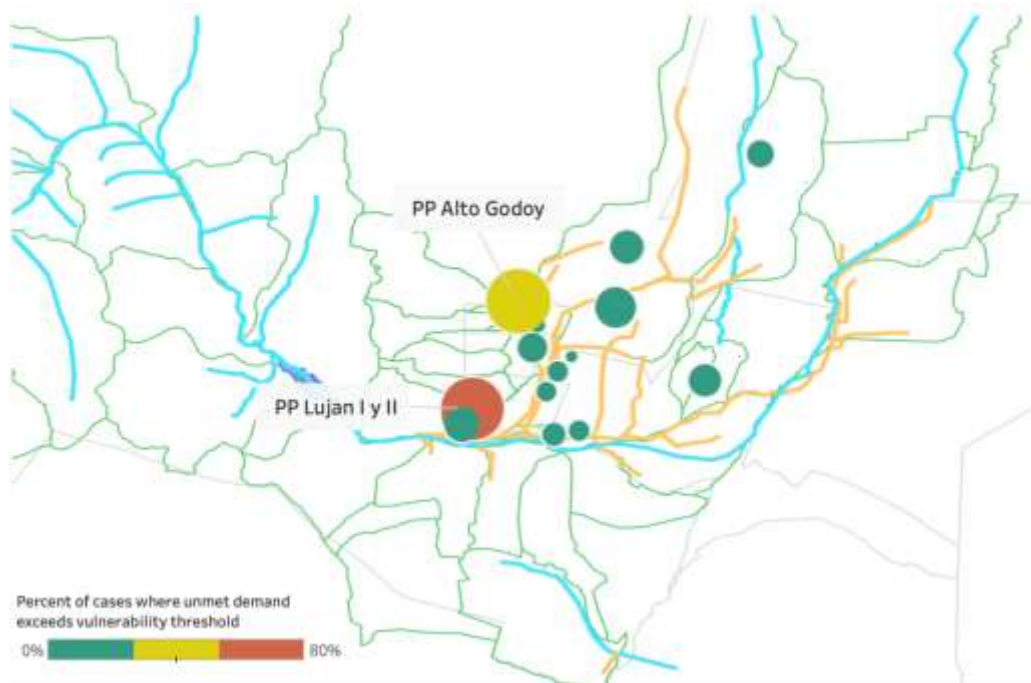 PP Alto Godoy
PP Lujan I y II
Percent of cases where unmet demand
exceeds vulnerability threshold
0%
80%